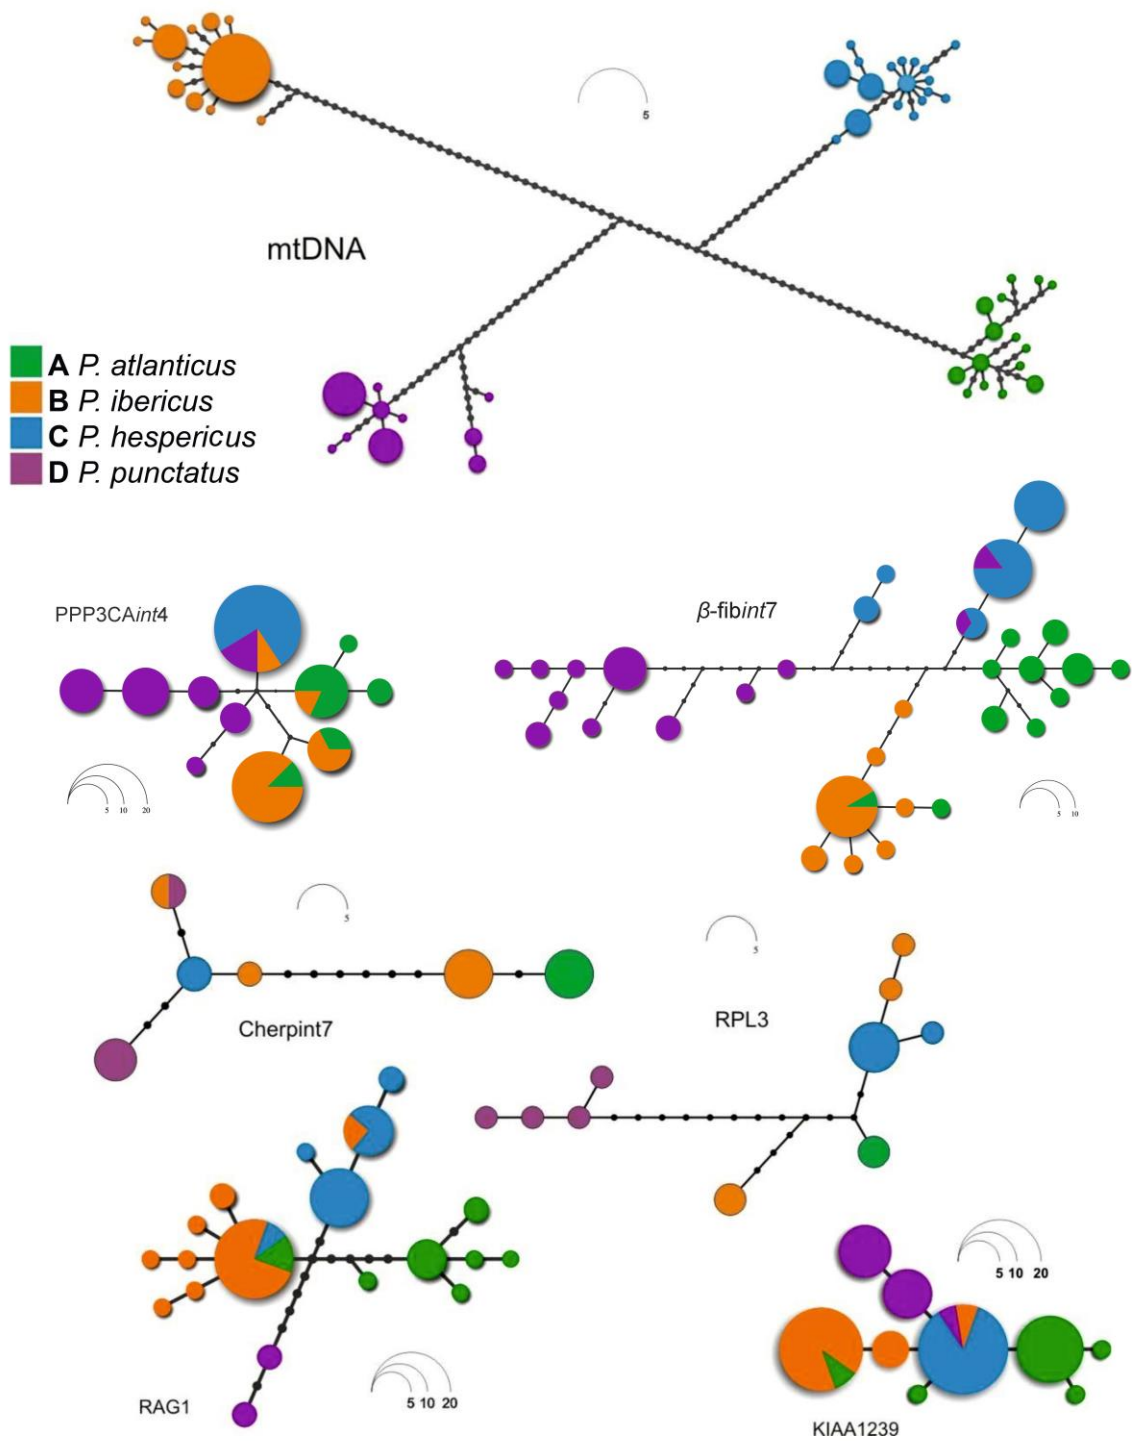 5
mtDNA
A P. atlanticus
B P. ibericus
C P. hespericus
D P. punctatus
PPP3CAint4
β-fibint7
5 10 20
5 10
5
5
Cherpint7
RPL3
5 10 20
RAG1
5 10 20
KIAA1239